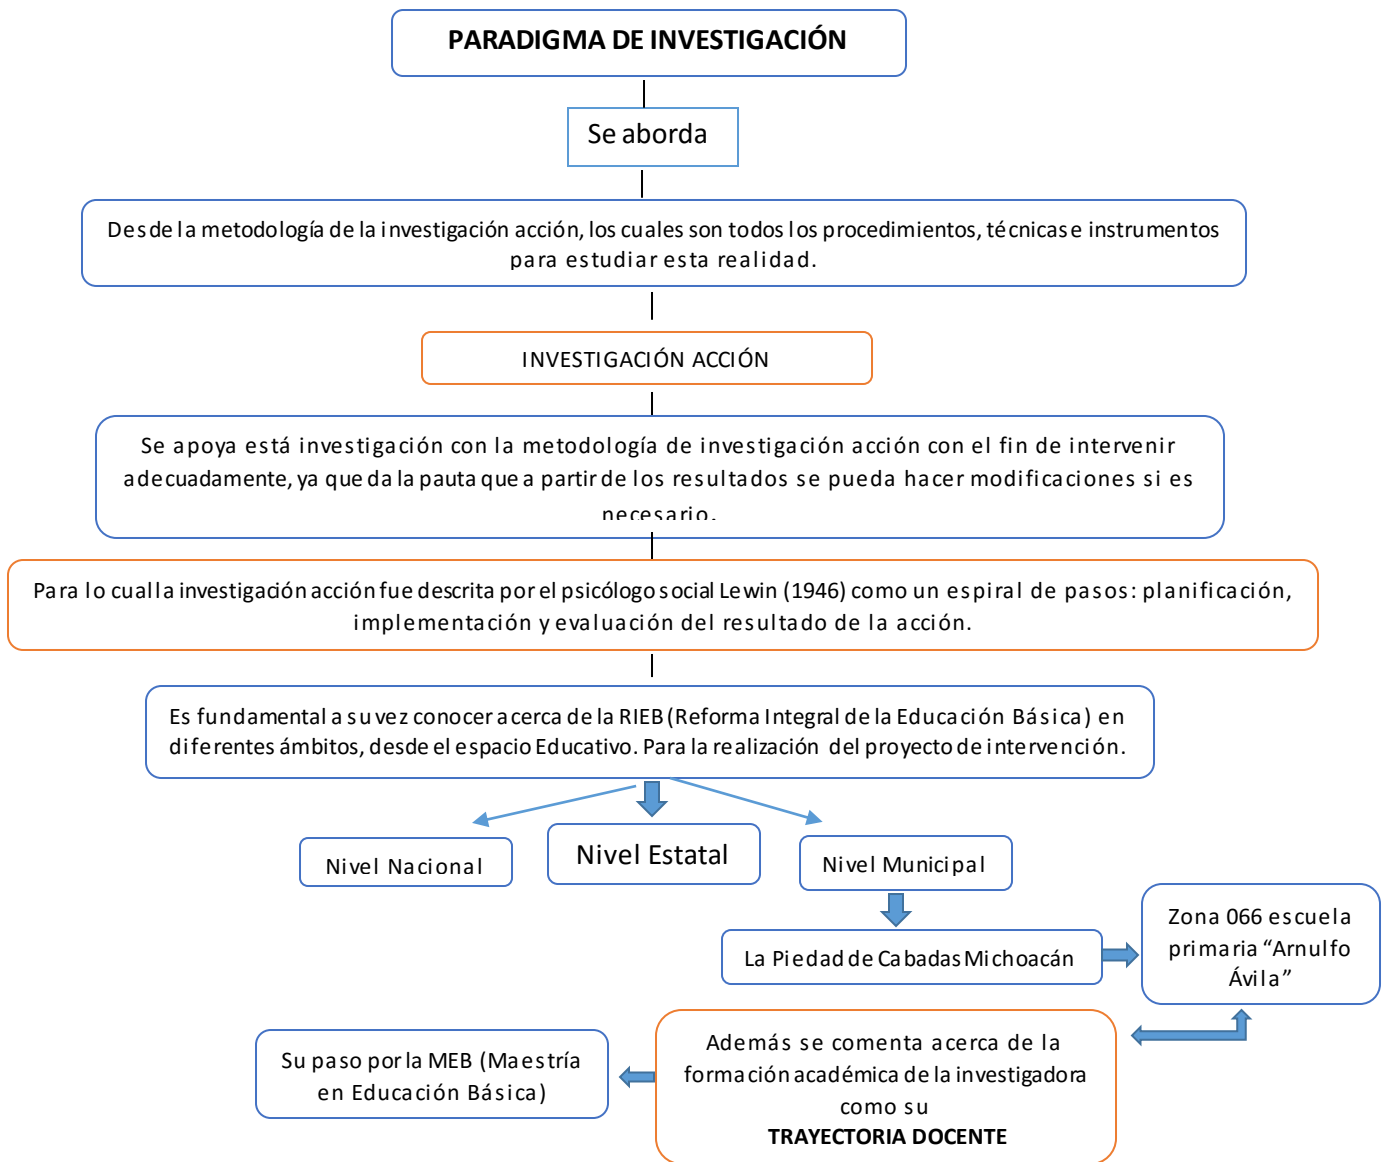 PARADIGMA DE INVESTIGACIÓN
Se aborda
Desde la metodología de la investigación acción, los cuales son todos los procedimientos, técnicas e instrumentos
para estudiar esta realidad.
INVESTIGACIÓN ACCIÓN
Se apoya está investigación con la metodología de investigación acción con el fin de intervenir
adecuadamente, ya que da la pauta que a partir de los resultados se pueda hacer modificaciones si es
necesario.
Para lo cual la investigación acción fue descrita por el psicólogo social Lewin (1946) como un espiral de pasos: planificación,
implementación y evaluación del resultado de la acción.
Es fundamental a su vez conocer acerca de la RIEB (Reforma Integral de la Educación Básica) en
diferentes ámbitos, desde el espacio Educativo. Para la realización del proyecto de intervención.
Nivel Nacional
Nivel Estatal
Nivel Municipal
La Piedad de Cabadas Michoacán
Zona 066 escuela
primaria “Arnulfo
Ávila”
Además se comenta acerca de la
formación académica de la investigadora
como su
TRAYECTORIA DOCENTE
Su paso por la MEB (Maestría
en Educación Básica)